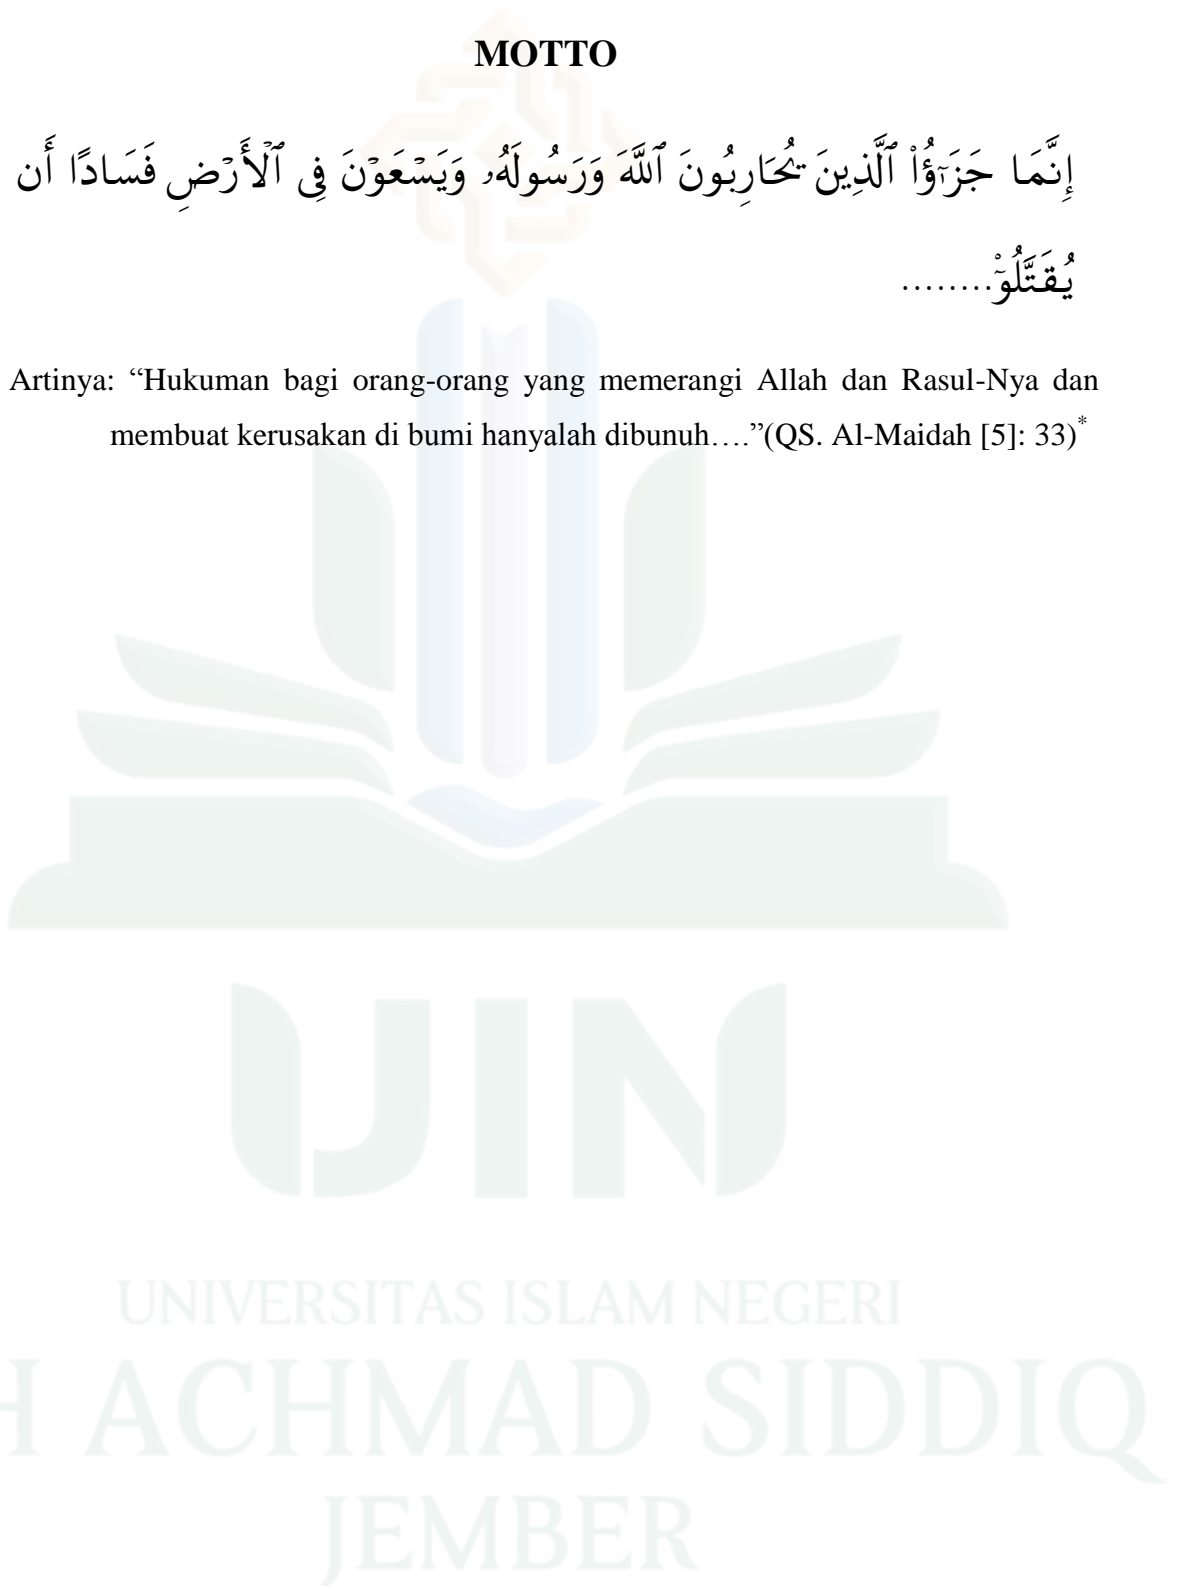 MOTTO
إِنَّمَا جَزَٰٓؤُا۟ ٱلَّذِينَ يُحَارِبُونَ ٱللَّهَ وَرَسُولَهُۥ وَيَسۡعَوۡنَ فِى ٱلۡأَرۡضِ فَسَادًا أَن
يُقَتَّلُوٓا۟........
Artinya: “Hukuman bagi orang-orang yang memerangi Allah dan Rasul-Nya dan
membuat kerusakan di bumi hanyalah dibunuh….”(QS. Al-Maidah [5]: 33)*
UIN
UNIVERSITAS ISLAM NEGERI
H ACHMAD SIDDIQ
JEMBER